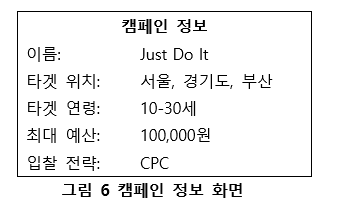 캠페인 정보
이름: Just Do It
타겟 위치: 서울, 경기도, 부산
타겟 연령: 10-30세
최대 예산: 100,000원
입찰 전략: CPC
그림 6 캠페인 정보 화면